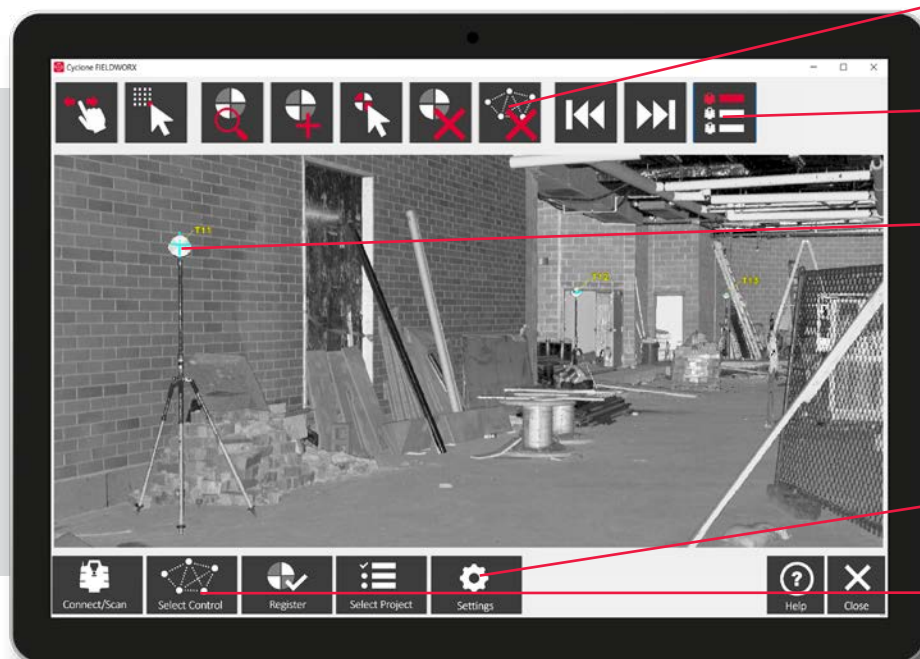 Cyclone FIELDWORX
T11
T12
T13
Connect/Scan
Select Control
Register
Select Project
Settings
Help
Close